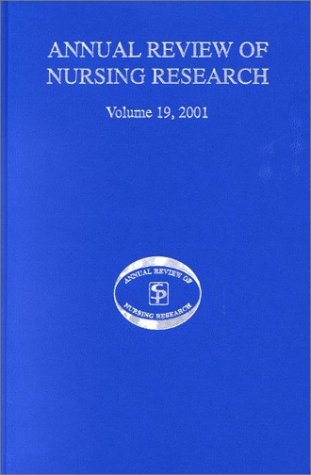 ANNUAL REVIEW OF
NURSING RESEARCH
Volume 19, 2001
ANNUAL REVIEW OF
SP
NURSING RESEARCH